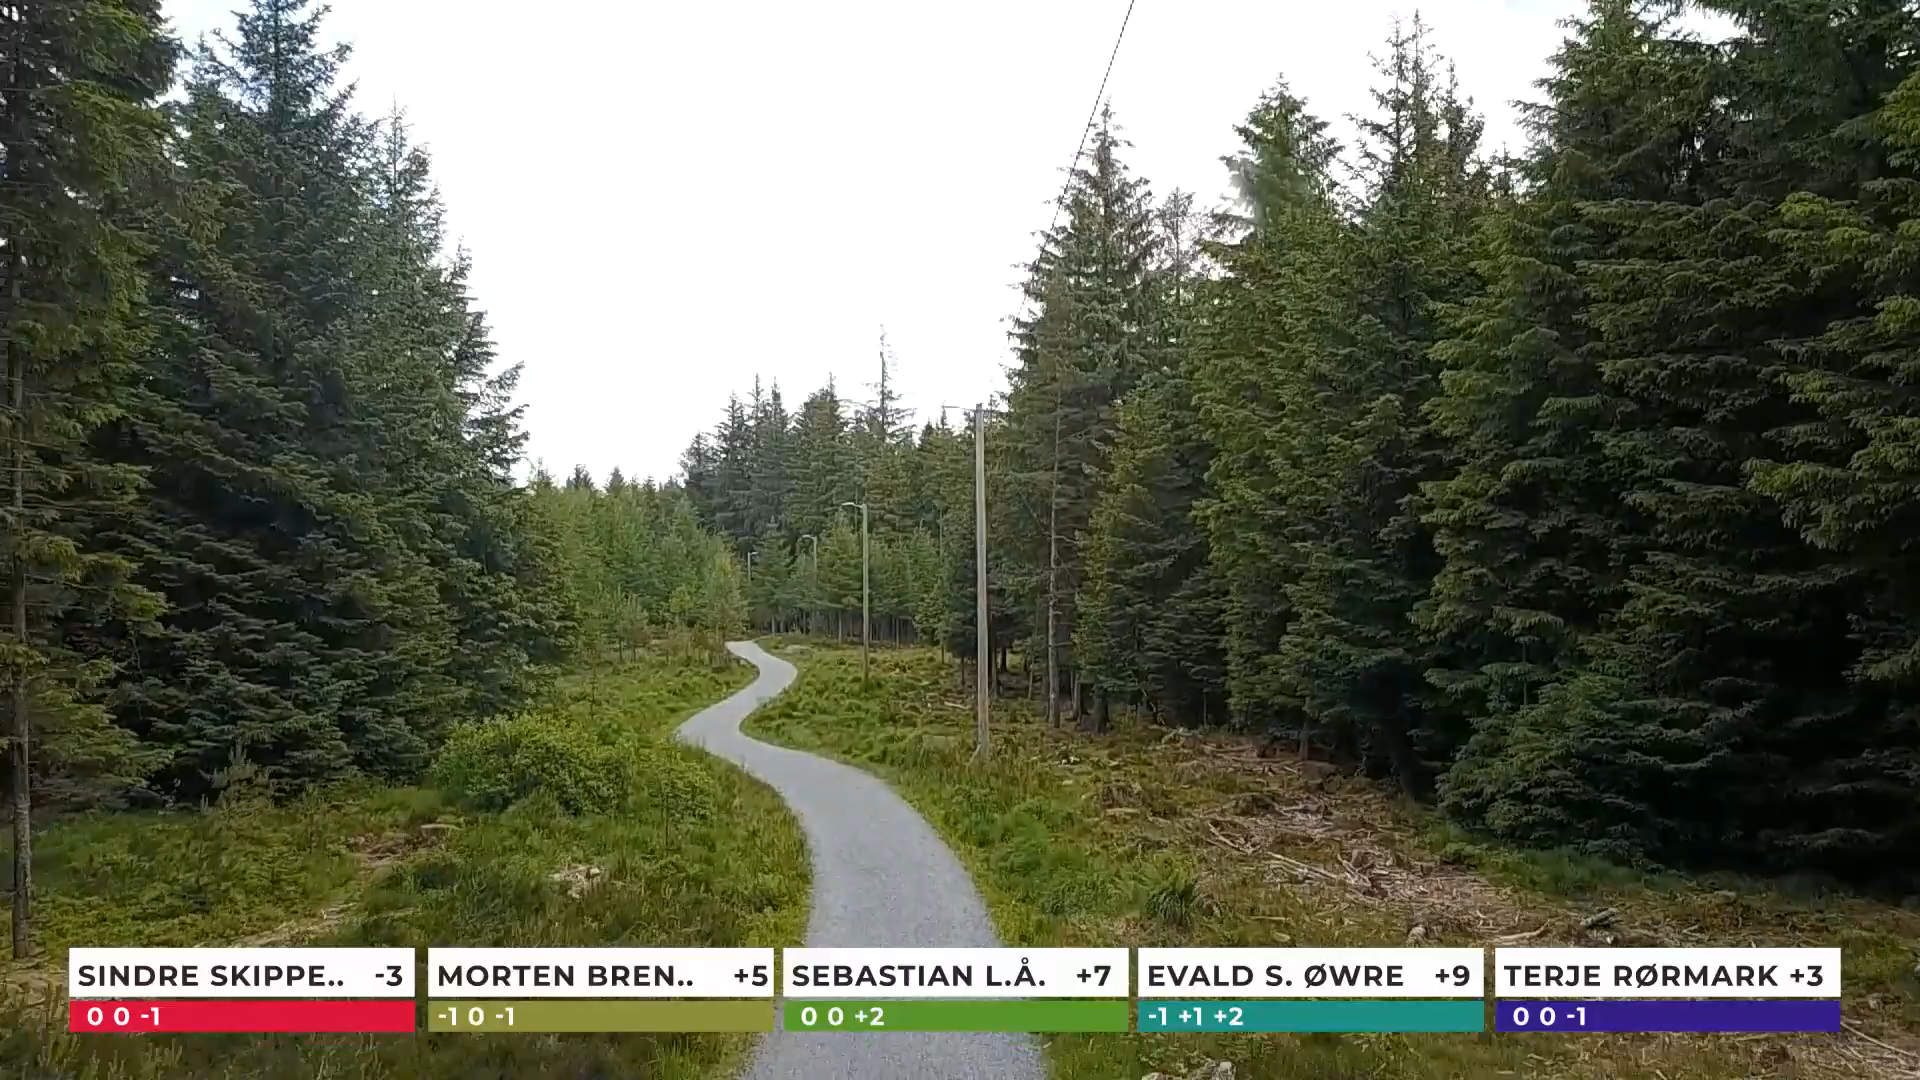 SINDRE SKIPPE.. -3
0 0 -1
MORTEN BREN.. +5
-1 0 -1
SEBASTIAN L.Å. +7
0 0 +2
EVALD S. ØWRE +9
-1 +1 +2
TERJE RØRMARK +3
0 0 -1